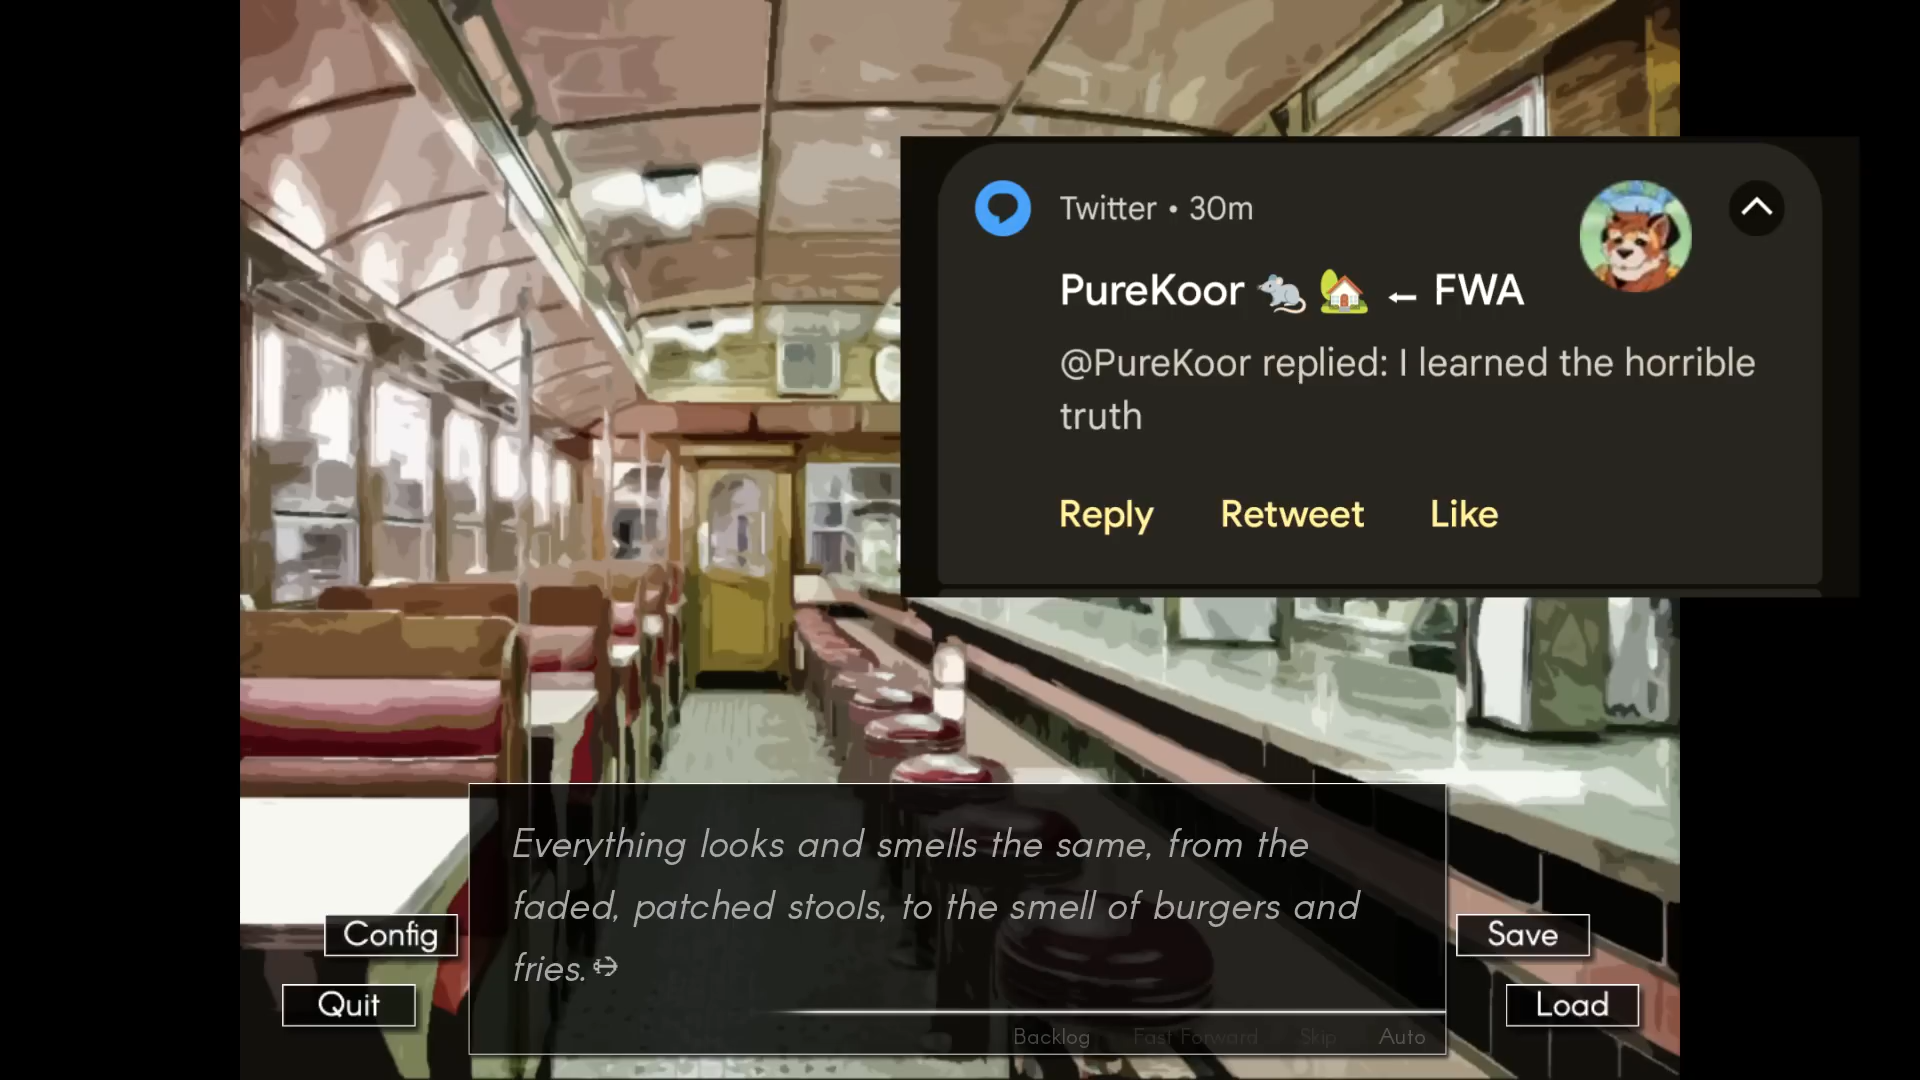 Twitter • 30m
PureKoor 🐀 🏡 ← FWA
@PureKoor replied: I learned the horrible
truth
Reply Retweet Like
Everything looks and smells the same, from the
faded, patched stools, to the smell of burgers and
fries.
Config
Save
Quit
Load
Backlog Fast Forward Skip Auto